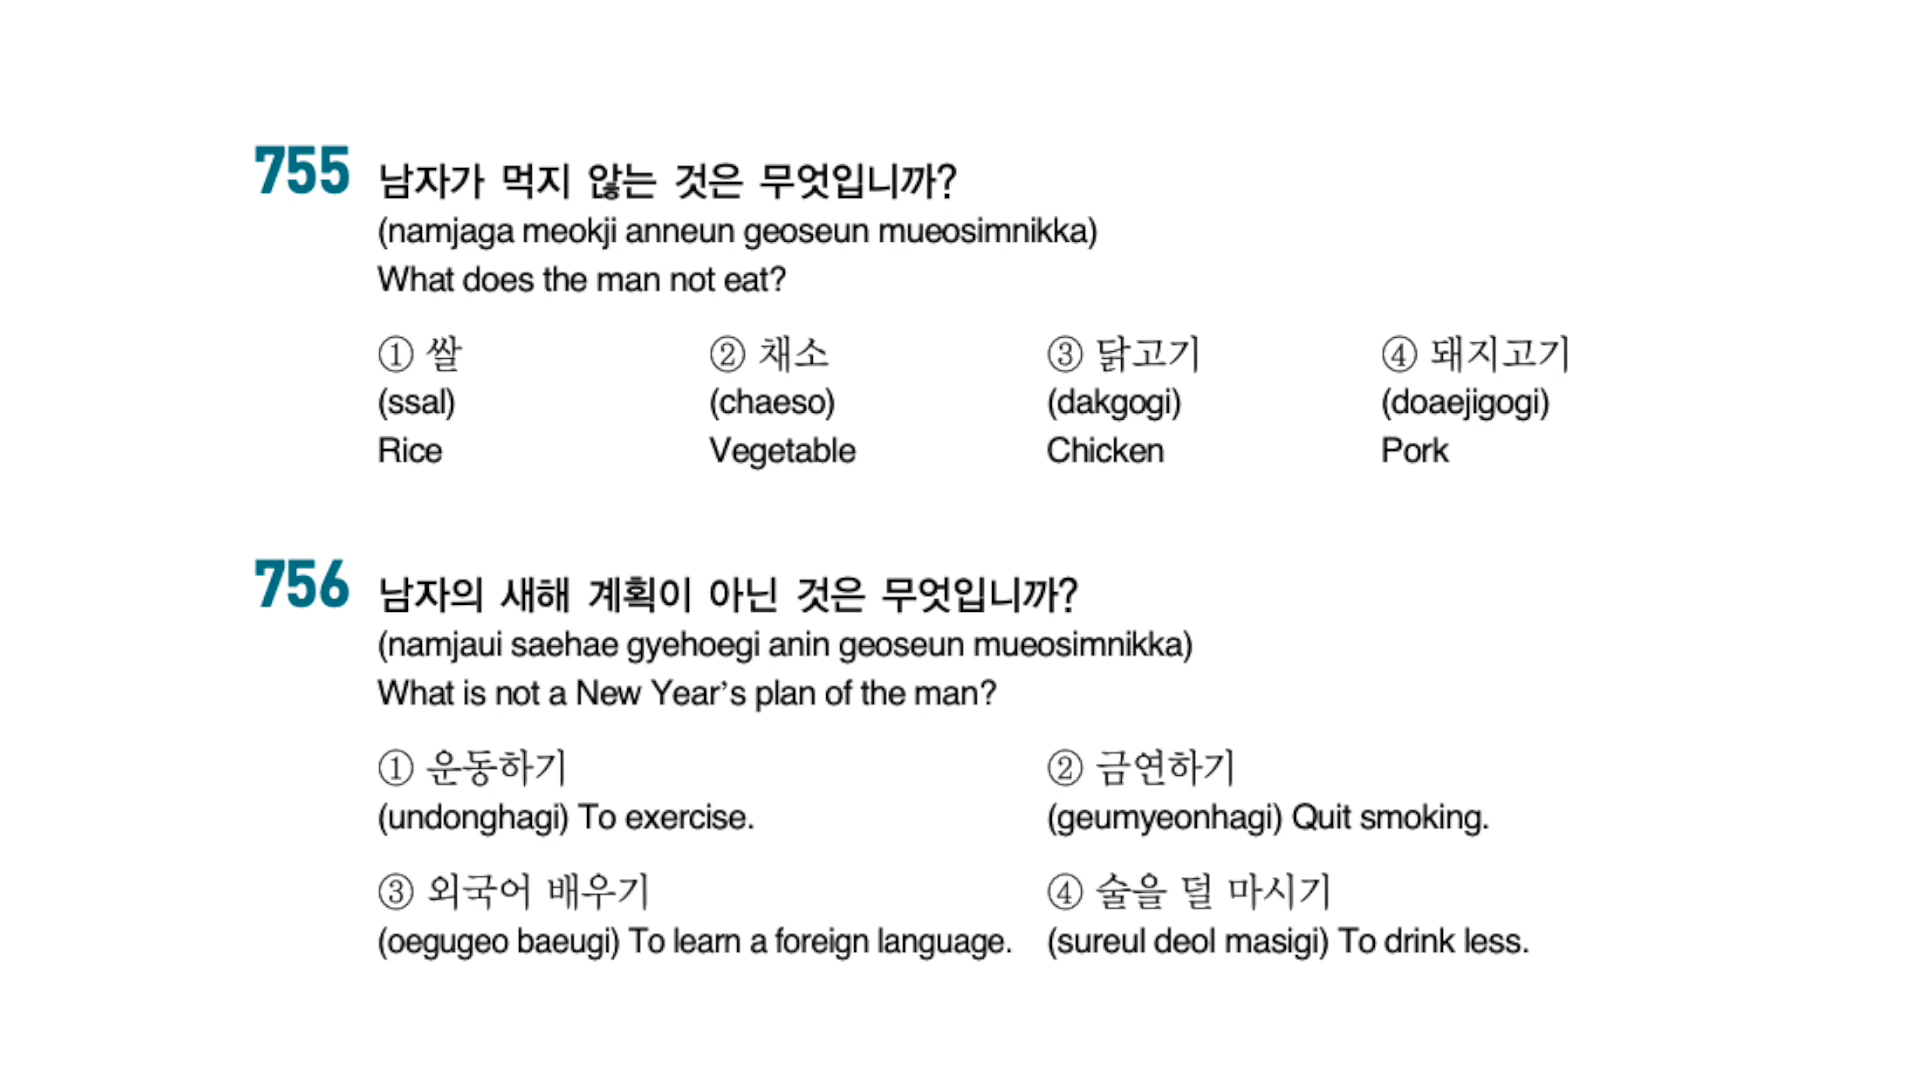 755 남자가 먹지 않는 것은 무엇입니까?
(namjaga meokji anneun geoseun mueosimnikka)
What does the man not eat?
① 쌀 ② 채소 ③ 닭고기 ④ 돼지고기
(ssal) (chaeso) (dakgogi) (doaejigogi)
Rice Vegetable Chicken Pork
756 남자의 새해 계획이 아닌 것은 무엇입니까?
(namjaui saehae gyehoegi anin geoseun mueosimnikka)
What is not a New Year’s plan of the man?
① 운동하기 ② 금연하기
(undonghagi) To exercise. (geumyeonhagi) Quit smoking.
③ 외국어 배우기 ④ 술을 덜 마시기
(oegugeo baeugi) To learn a foreign language. (sureul deol masigi) To drink less.